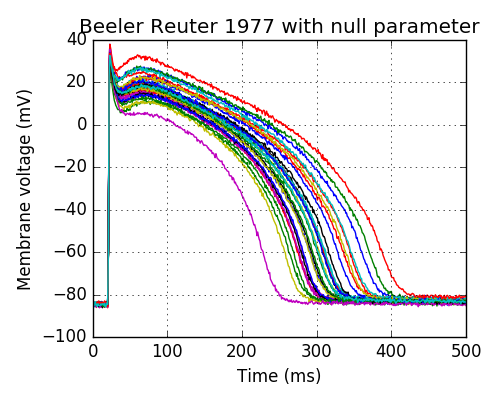 Beeler Reuter 1977 with null parameter
40
20
0
−20
−40
−60
−80
−100
Membrane voltage (mV)
0 100 200 300 400 500
Time (ms)